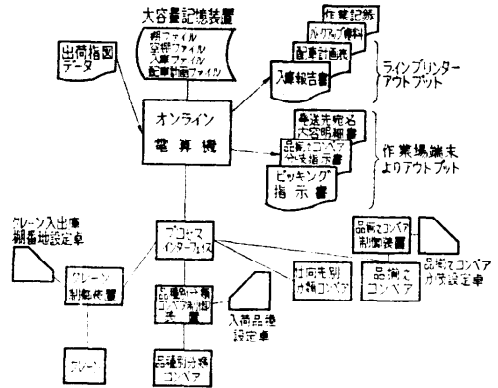 大容量記憶装置
棚ファイル
空棚ファイル
入庫ファイル
配車計画ファイル
出荷指図
データ
オンライン
電算機
作業記録
バックアップ資料
配車計画表
入庫報告書
ラインプリンター
アウトプット
発送先宛名
大容明細書
品揃えコンベア
分岐指示書
ピッキング
指示書
作業場端末
よりアウトプット
クレーン入出庫
棚番地設定卓
クレーン
制御装置
クレーン
プロセス
インターフェイス
品種別分類
コンベア制御
装置
品種別分類
コンベア
入荷品種
設定卓
仕向先別
分類コンベア
品揃えコンベア
制御装置
品揃え
コンベア
品揃えコンベア
分岐設定卓